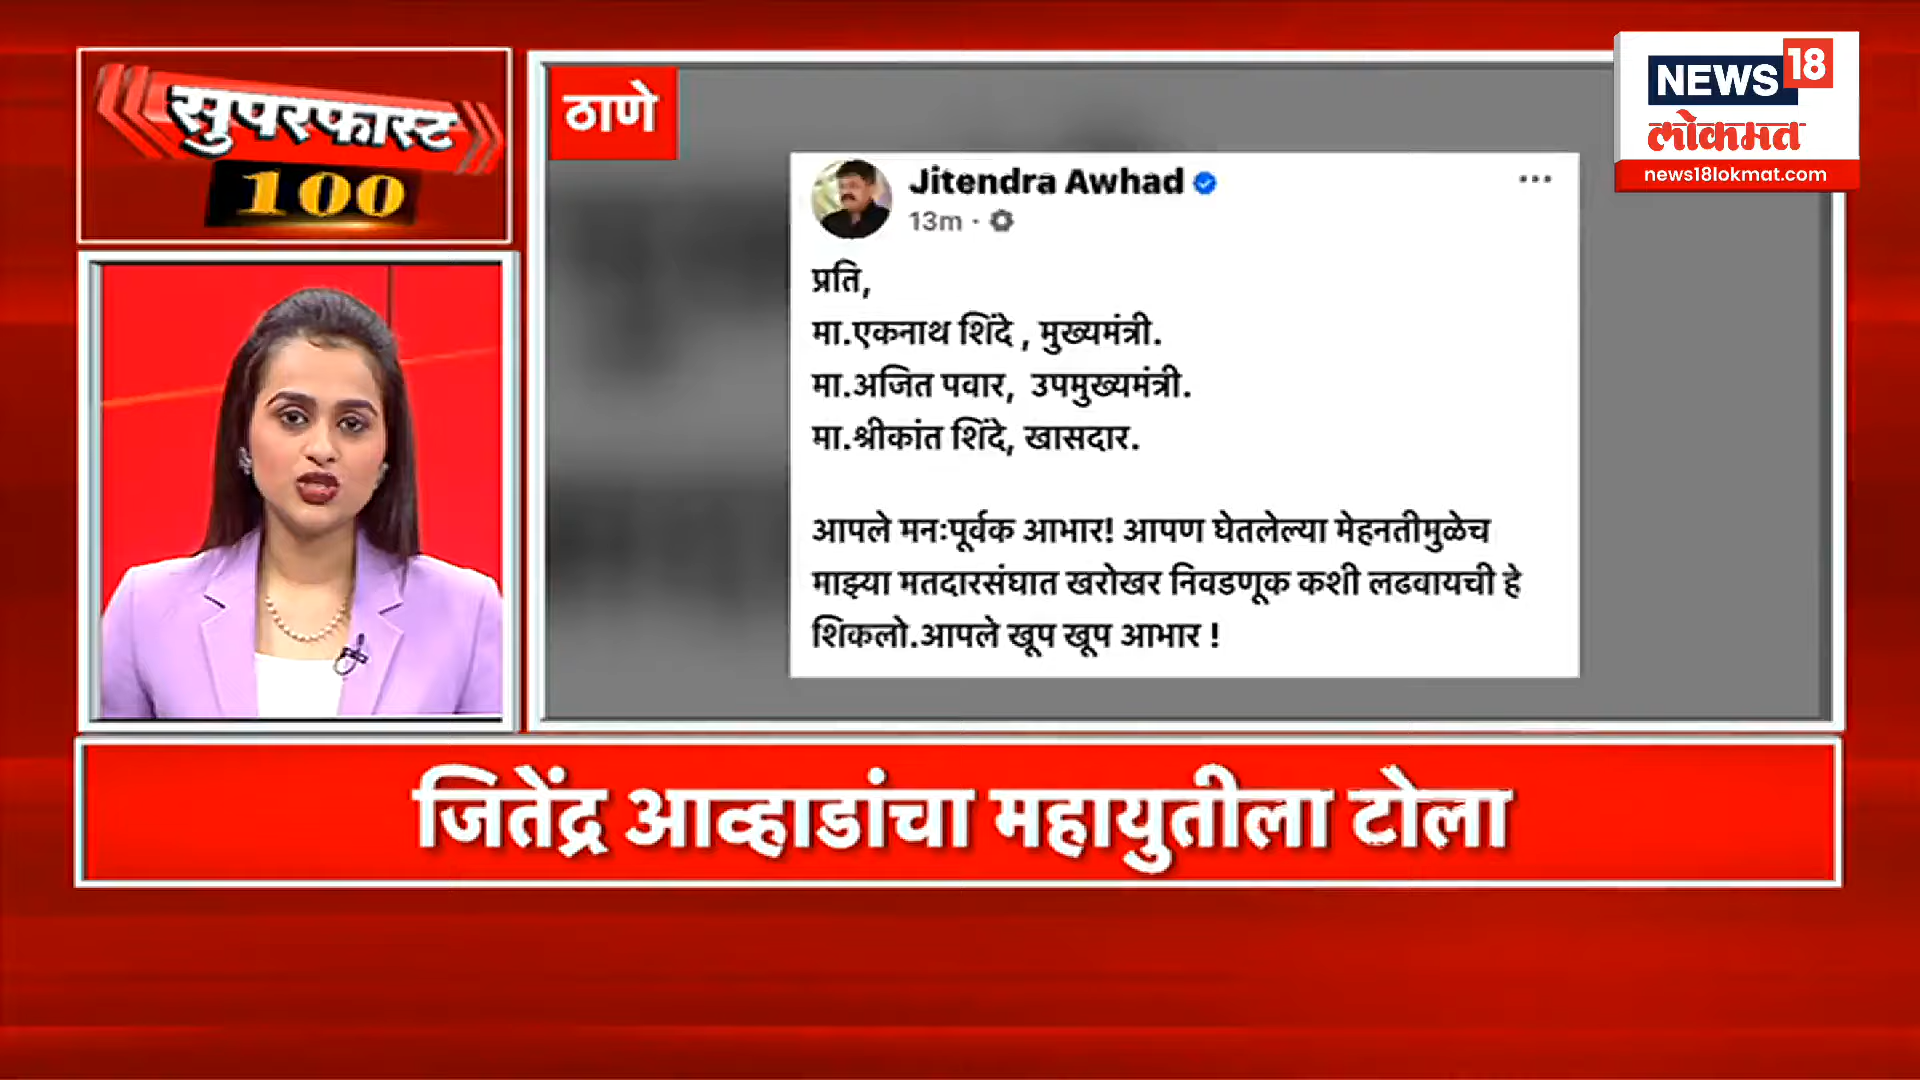 सुपरफास्ट
100
ठाणे
NEWS 18
लोकमत
news18lokmat.com
Jitendra Awhad
13m ·
प्रति,
मा.एकनाथ शिंदे , मुख्यमंत्री.
मा.अजित पवार, उपमुख्यमंत्री.
मा.श्रीकांत शिंदे, खासदार.
आपले मनःपूर्वक आभार! आपण घेतलेल्या मेहनतीमुळेच
माझ्या मतदारसंघात खरोखर निवडणूक कशी लढवायची हे
शिकलो.आपले खूप खूप आभार !
जितेंद्र आव्हाडांचा महायुतीला टोला